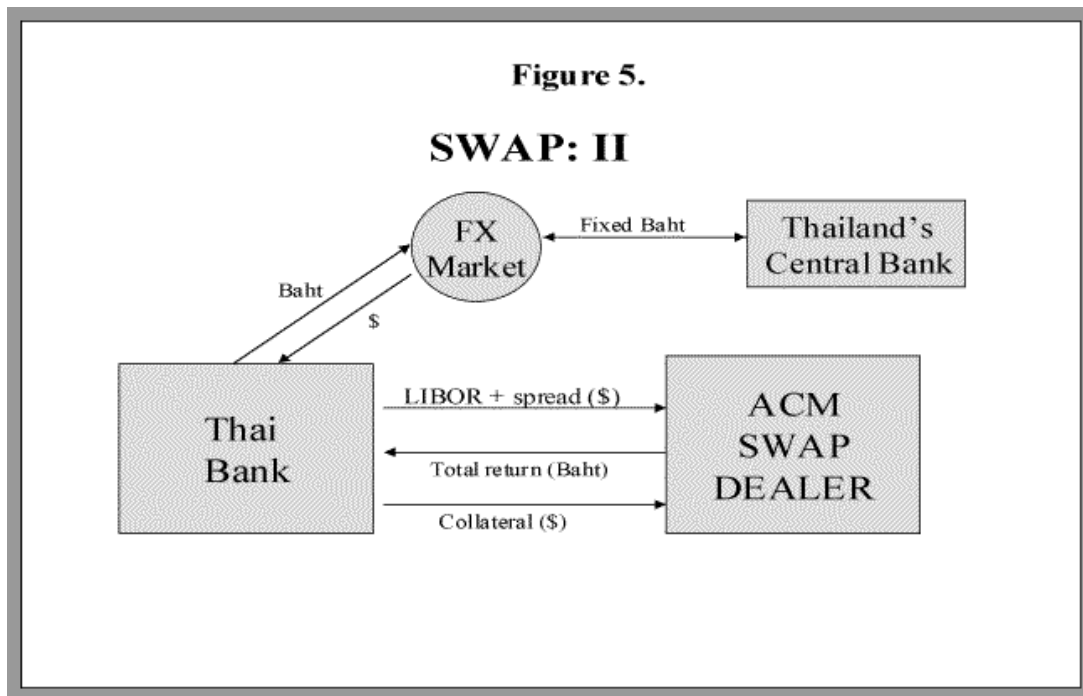 Figure 5.
SWAP: II
FX
Market
Fixed Baht
Thailand's
Central Bank
Baht
$
Thai
Bank
LIBOR + spread ($)
Total return (Baht)
Collateral ($)
ACM
SWAP
DEALER